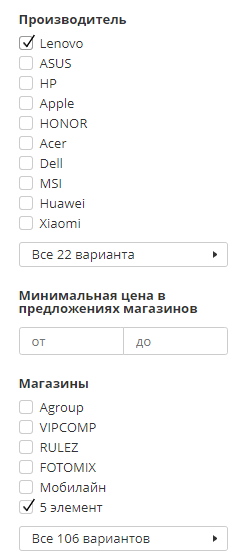 Производитель
Lenovo
ASUS
HP
Apple
HONOR
Acer
Dell
MSI
Huawei
Xiaomi
Все 22 варианта
Минимальная цена в
предложениях магазинов
от
до
Магазины
Agroup
VIPCOMP
RULEZ
FOTOMIX
Мобилайн
5 элемент
Все 106 вариантов